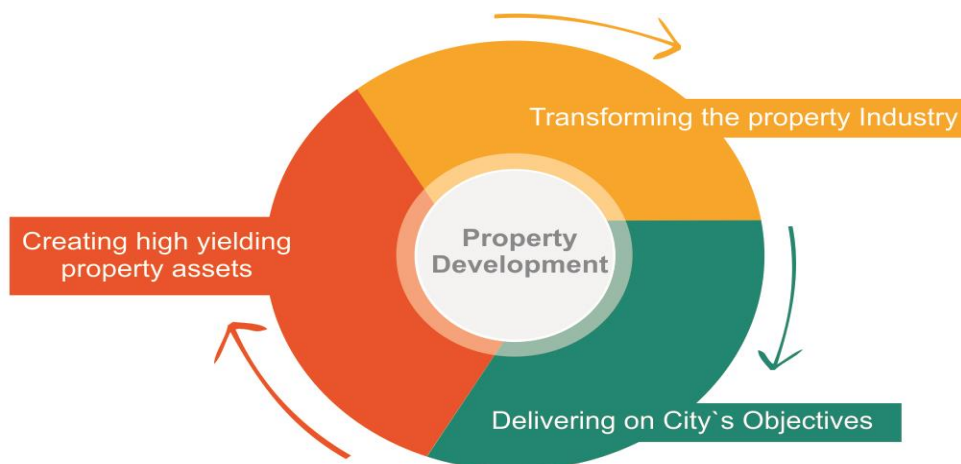 Transforming the property Industry
Creating high yielding
property assets
Property
Development
Delivering on City`s Objectives